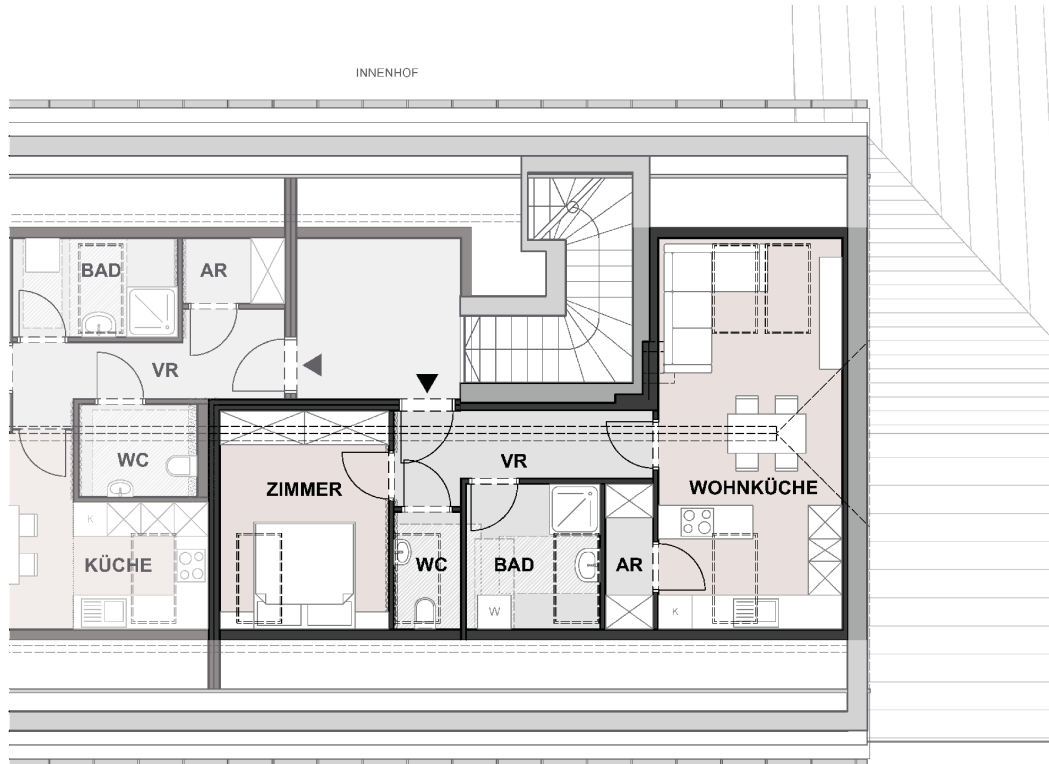 INNENHOF
BAD
AR
VR
WC
KÜCHE
K
ZIMMER
VR
WOHNKÜCHE
WC
BAD
AR
W
K